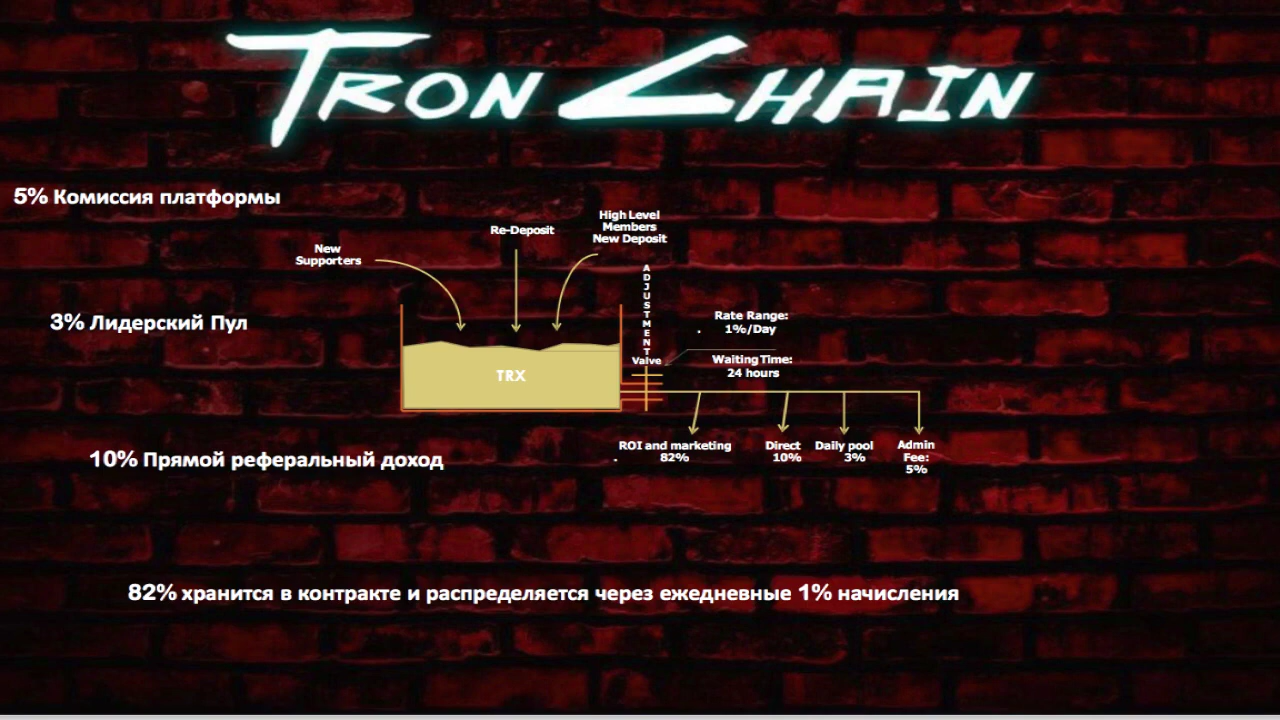 TRON CHAIN
5% Комиссия платформы
High Level
Members
New Deposit
Re-Deposit
New
Supporters
ADJUSTMENT
Valve
3% Лидерский Пул
Rate Range:
1%/Day
Waiting Time:
24 hours
TRX
ROI and marketing
82%
Direct
10%
Daily pool
3%
Admin
Fee:
5%
10% Прямой реферальный доход
82% хранится в контракте и распределяется через ежедневные 1% начисления